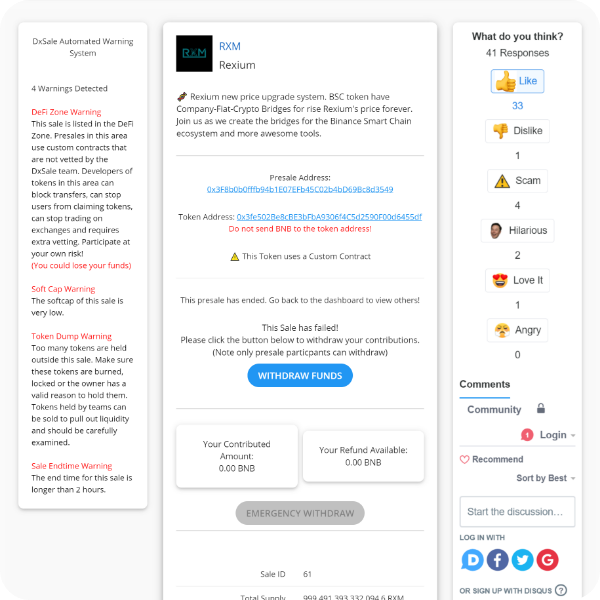 DxSale Automated Warning
System
4 Warnings Detected
DeFi Zone Warning
This sale is listed in the DeFi
Zone. Presales in this area
use custom contracts that
are not vetted by the
DxSale team. Developers of
tokens in this area can
block transfers, can stop
users from claiming tokens,
can stop trading on
exchanges and requires
extra vetting. Participate at
your own risk!
(You could lose your funds)
Soft Cap Warning
The softcap of this sale is
very low.
Token Dump Warning
Too many tokens are held
outside this sale. Make sure
these tokens are burned,
locked or the owner has a
valid reason to hold them.
Tokens held by teams can
be sold to pull out liquidity
and should be carefully
examined.
Sale Endtime Warning
The end time for this sale is
longer than 2 hours.
RXM
RXM
Rexium
🚀 Rexium new price upgrade system. BSC token have
Company-Fiat-Crypto Bridges for rise Rexium's price forever.
Join us as we create the bridges for the Binance Smart Chain
ecosystem and more awesome tools.
Presale Address:
0x3F8b0b0fffb94b1E07EFb45C02b4bD69Bc8d3549
Token Address: 0x3fe502Be8cBE3bFbA9306f4C5d2590F00d6455df
Do not send BNB to the token address!
⚠️ This Token uses a Custom Contract
This presale has ended. Go back to the dashboard to view others!
This Sale has failed!
Please click the button below to withdraw your contributions.
(Note only presale particpants can withdraw)
WITHDRAW FUNDS
Your Contributed
Amount:
0.00 BNB
Your Refund Available:
0.00 BNB
EMERGENCY WITHDRAW
Sale ID 61
Total Supply 999,491,393,332,094.6 RXM
What do you think?
41 Responses
Like
33
Dislike
1
Scam
4
Hilarious
2
Love It
1
Angry
0
Comments
Community
1 Login
Recommend
Sort by Best
Start the discussion…
LOG IN WITH
D f G
OR SIGN UP WITH DISQUS ?